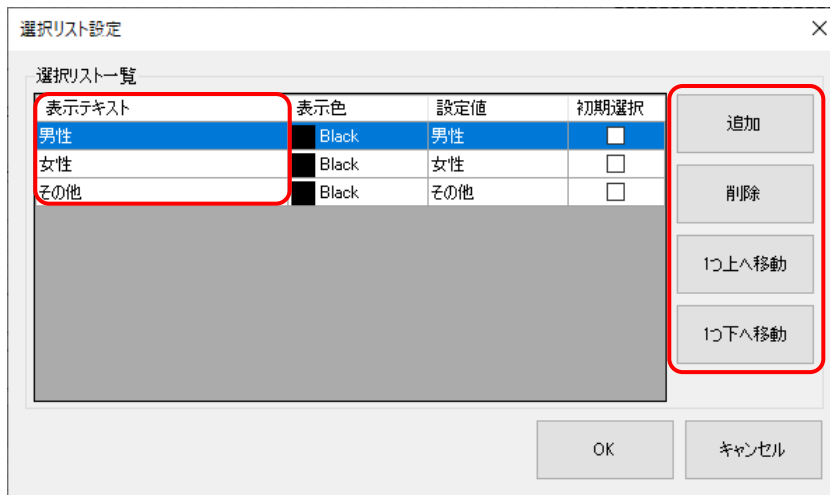 選択リスト設定
選択リスト一覧
表示テキスト 表示色 設定値 初期選択
男性 Black 男性
女性 Black 女性
その他 Black その他
追加
削除
1つ上へ移動
1つ下へ移動
OK キャンセル